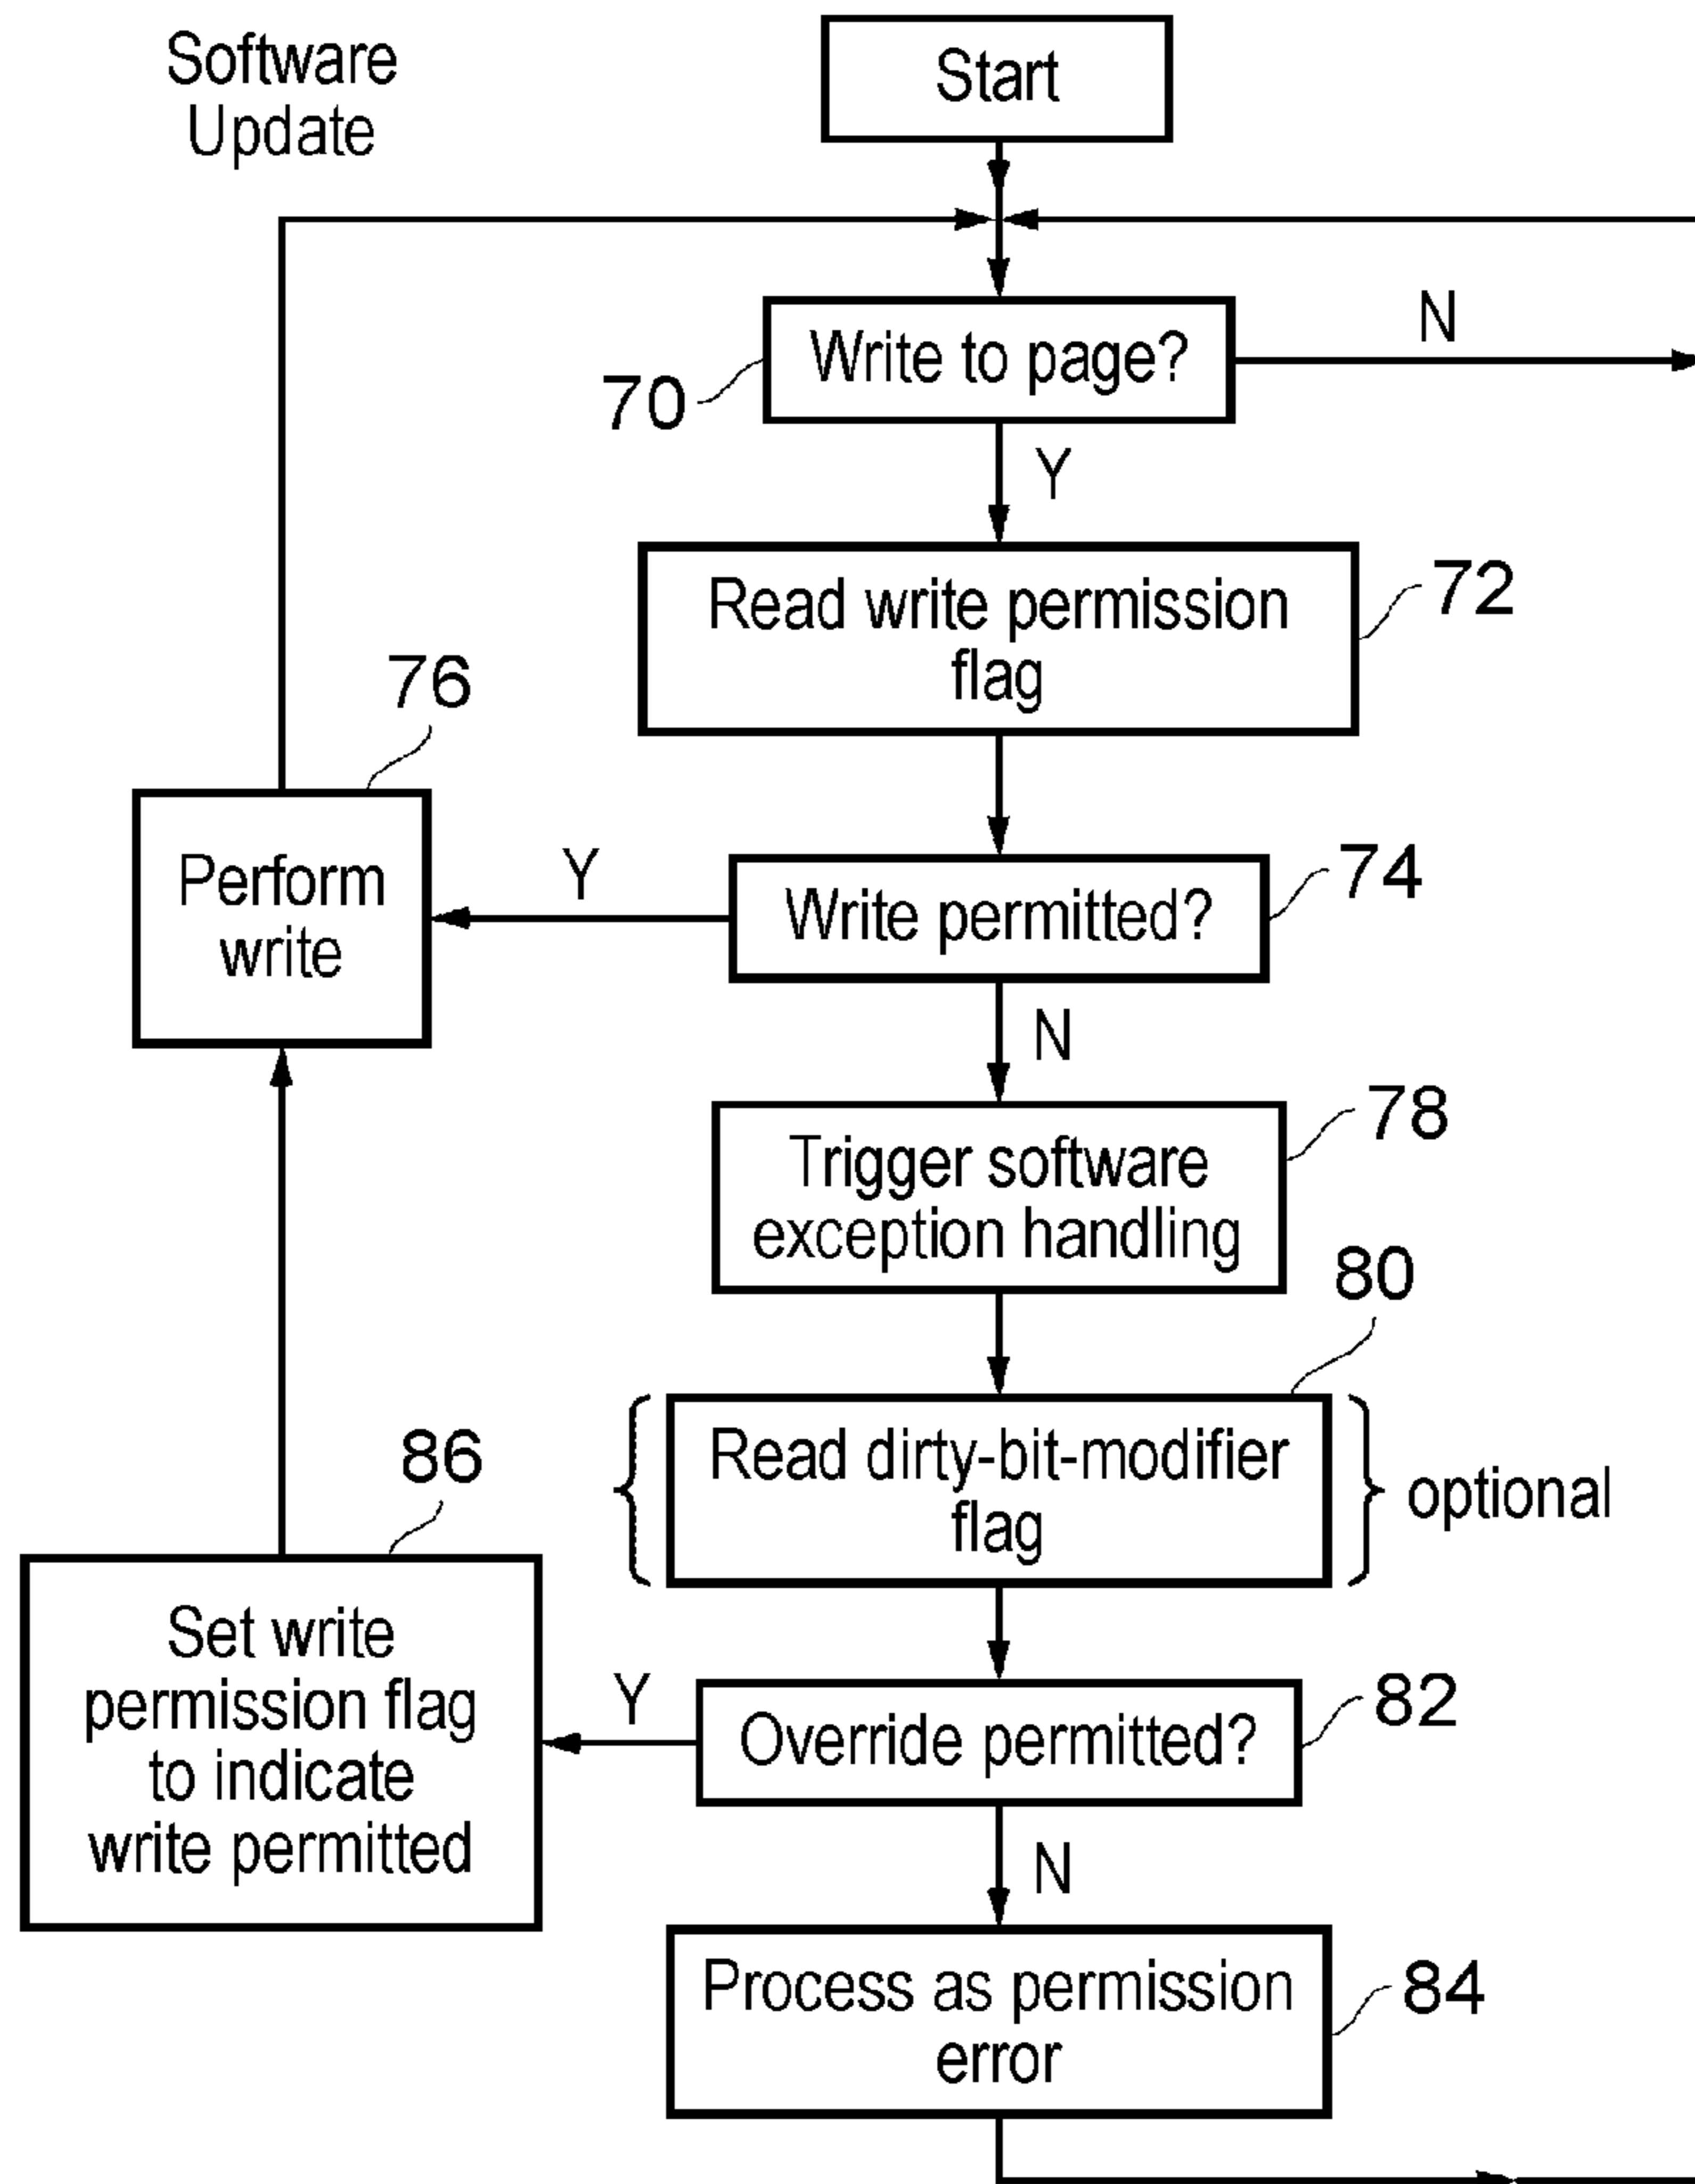 Software
Update
Start
Write to page?
N
70
Y
Read write permission
flag
72
76
Perform
write
Y
Write permitted?
74
N
Trigger software
exception handling
78
80
Read dirty-bit-modifier
flag
optional
86
Set write
permission flag
to indicate
write permitted
Y
Override permitted?
82
N
Process as permission
error
84